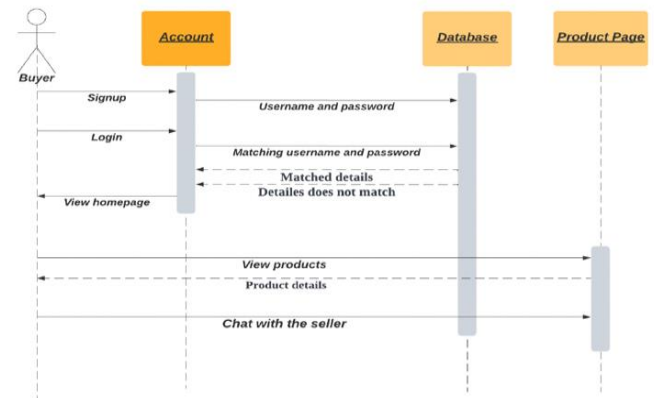 Account
Database
Product Page
Buyer
Signup
Username and password
Login
Matching username and password
Matched details
Detailes does not match
View homepage
View products
Product details
Chat with the seller